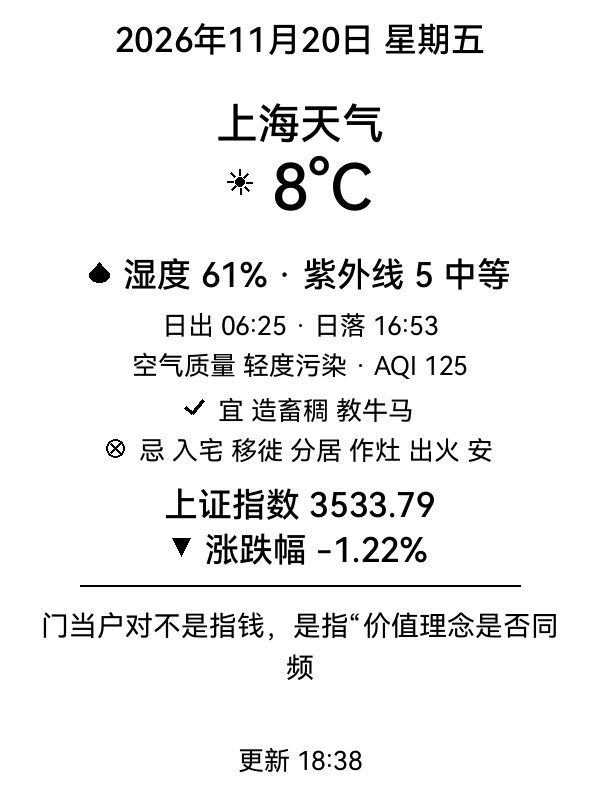 2026年11月20日 星期五
上海天气
8°C
湿度 61% · 紫外线 5 中等
日出 06:25 · 日落 16:53
空气质量 轻度污染 · AQI 125
宜 造畜稠 教牛马
忌 入宅 移徙 分居 作灶 出火 安
上证指数 3533.79
▼ 涨跌幅 -1.22%
门当户对不是指钱，是指“价值理念是否同
频
更新 18:38